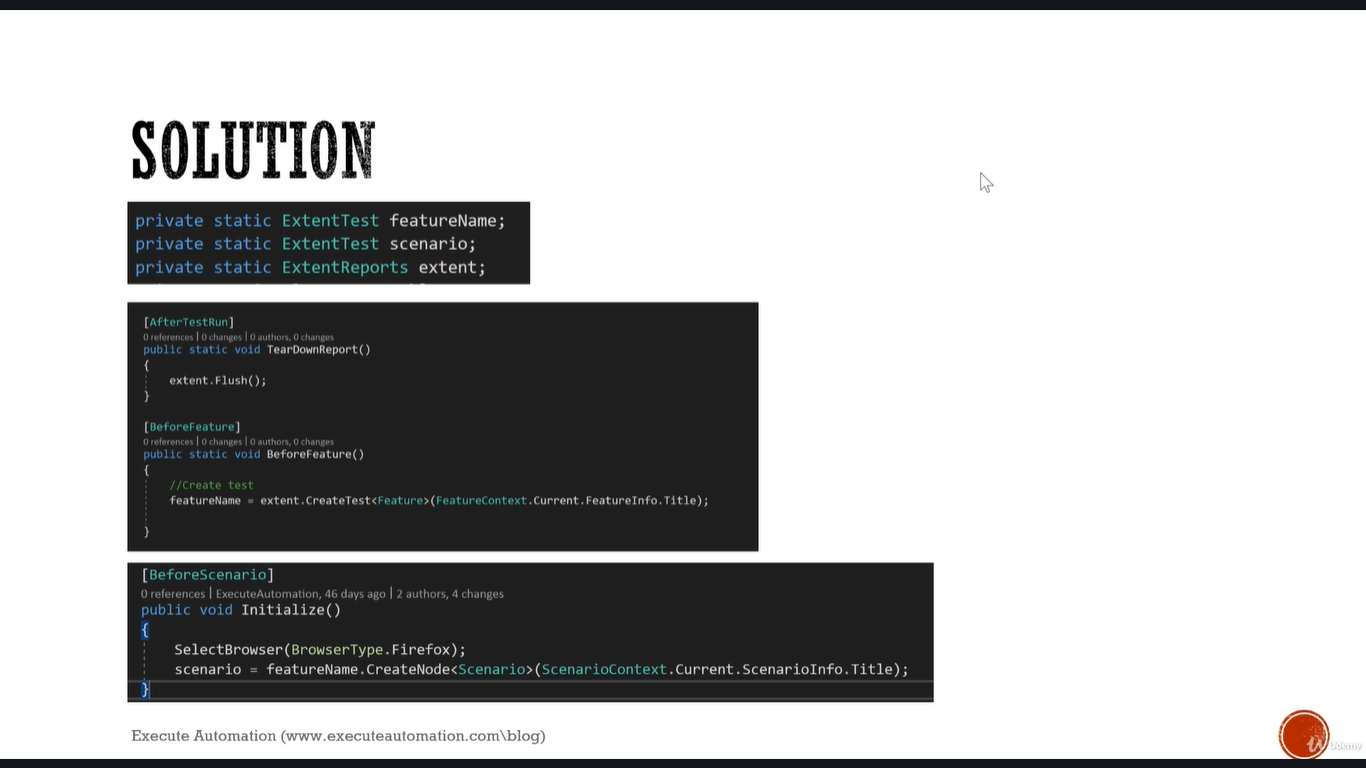 SOLUTION
private static ExtentTest featureName;
private static ExtentTest scenario;
private static ExtentReports extent;
[AfterTestRun]
0 references | 0 changes | 0 authors, 0 changes
public static void TearDownReport()
{
extent.Flush();
}
[BeforeFeature]
0 references | 0 changes | 0 authors, 0 changes
public static void BeforeFeature()
{
//Create test
featureName = extent.CreateTest<Feature>(FeatureContext.Current.FeatureInfo.Title);
}
[BeforeScenario]
0 references | ExecuteAutomation, 46 days ago | 2 authors, 4 changes
public void Initialize()
{
SelectBrowser(BrowserType.Firefox);
scenario = featureName.CreateNode<Scenario>(ScenarioContext.Current.ScenarioInfo.Title);
}
Execute Automation (www.executeautomation.com\blog)
Udemy